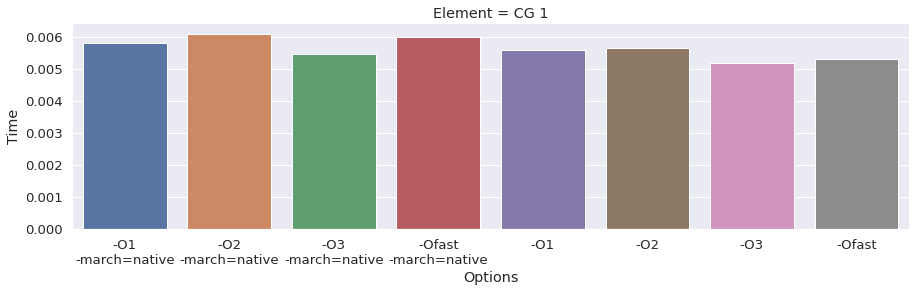 Element = CG 1
0.006
0.005
0.004
0.003
0.002
0.001
0.000
Time
-O1
-march=native
-O2
-march=native
-O3
-march=native
-Ofast
-march=native
-O1
-O2
-O3
-Ofast
Options